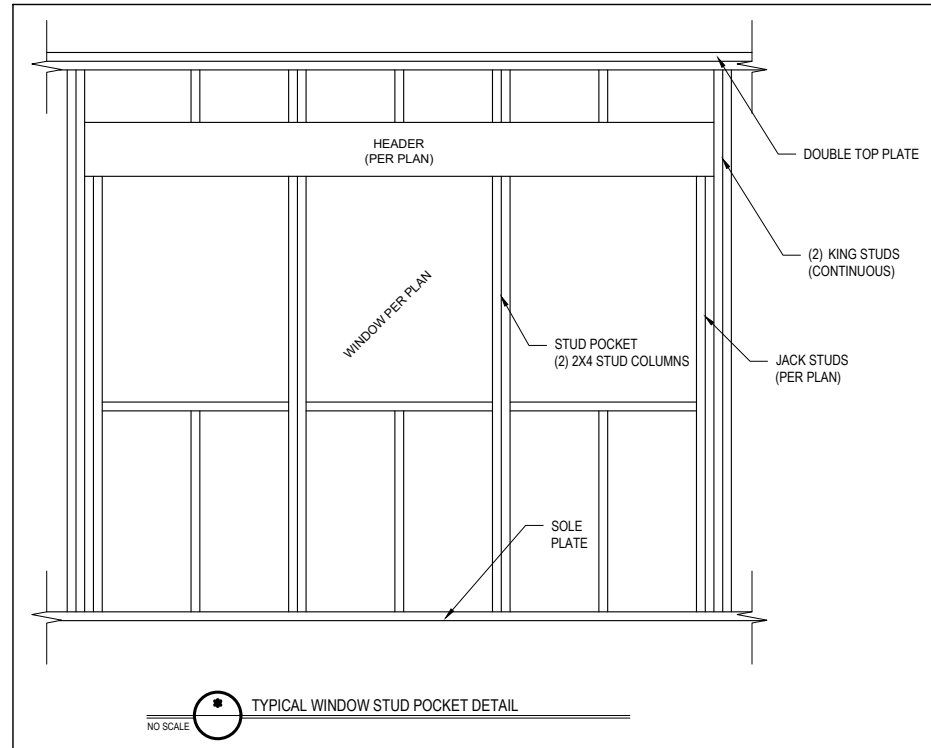 HEADER
(PER PLAN)
DOUBLE TOP PLATE
(2) KING STUDS
(CONTINUOUS)
WINDOW PER PLAN
STUD POCKET
(2) 2X4 STUD COLUMNS
JACK STUDS
(PER PLAN)
SOLE
PLATE
*
TYPICAL WINDOW STUD POCKET DETAIL
NO SCALE